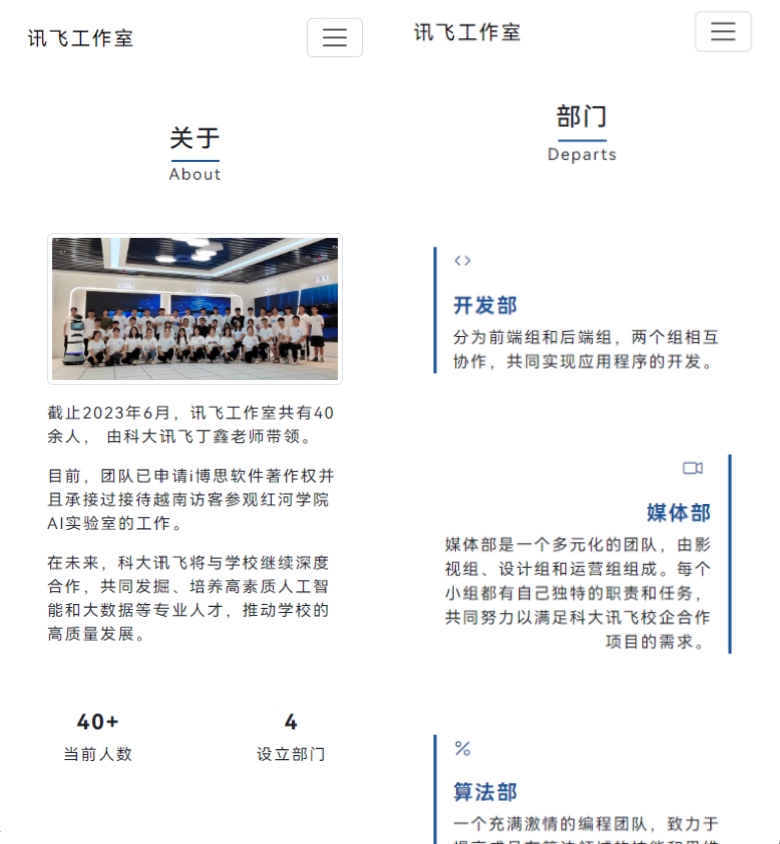 讯飞工作室
关于
About
截止2023年6月，讯飞工作室共有40
余人， 由科大讯飞丁鑫老师带领。
目前，团队已申请i博思软件著作权并
且承接过接待越南访客参观红河学院
AI实验室的工作。
在未来，科大讯飞将与学校继续深度
合作，共同发掘、培养高素质人工智
能和大数据等专业人才，推动学校的
高质量发展。
40+
当前人数
4
设立部门
讯飞工作室
部门
Departs
开发部
分为前端组和后端组，两个组相互
协作，共同实现应用程序的开发。
媒体部
媒体部是一个多元化的团队，由影
视组、设计组和运营组组成。每个
小组都有自己独特的职责和任务，
共同努力以满足科大讯飞校企合作
项目的需求。
算法部
一个充满激情的编程团队，致力于